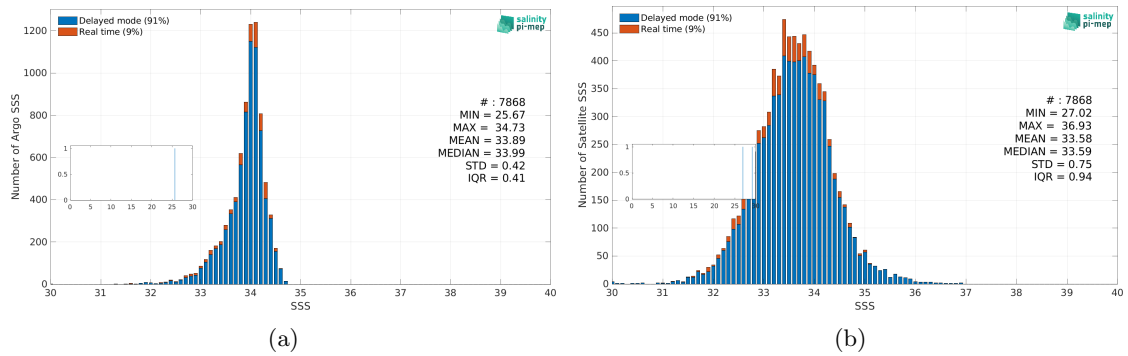 Delayed mode (91%)
Real time (9%)
salinity
pi-mep
1200
1000
800
600
400
200
0
Number of Argo SSS
# : 7868
MIN = 25.67
MAX = 34.73
MEAN = 33.89
MEDIAN = 33.99
STD = 0.42
IQR = 0.41
1
0.5
0
0 5 10 15 20 25 30
30 31 32 33 34 35 36 37 38 39 40
SSS
(a)
Delayed mode (91%)
Real time (9%)
salinity
pi-mep
450
400
350
300
250
200
150
100
50
0
Number of Satellite SSS
# : 7868
MIN = 27.02
MAX = 36.93
MEAN = 33.58
MEDIAN = 33.59
STD = 0.75
IQR = 0.94
1
0.5
0
0 5 10 15 20 25 30
30 31 32 33 34 35 36 37 38 39 40
SSS
(b)